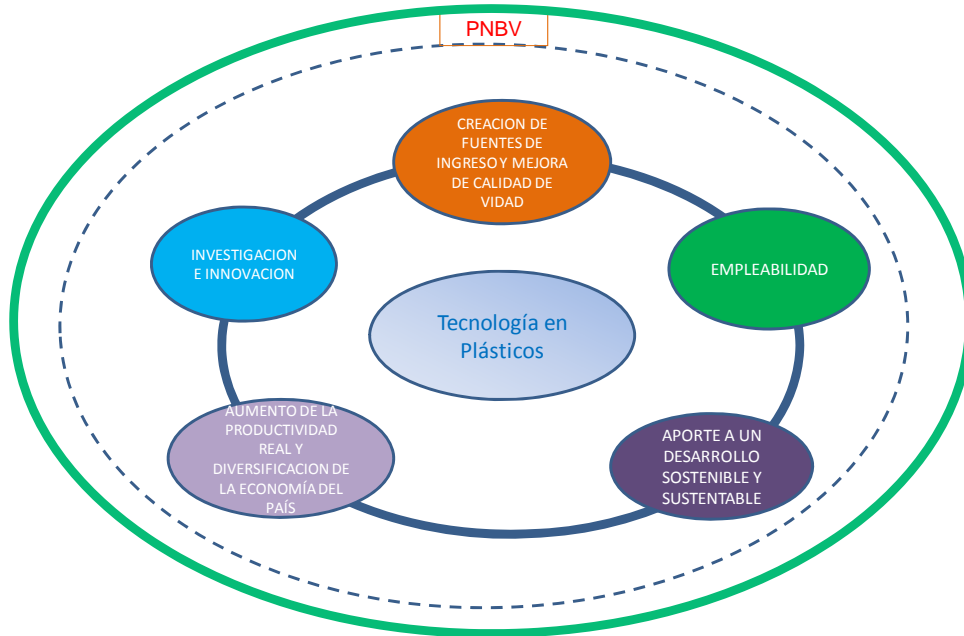 PNBV
CREACION DE
FUENTES DE
INGRESO Y MEJORA
DE CALIDAD DE
VIDAD
INVESTIGACION
E INNOVACION
EMPLEABILIDAD
Tecnología en
Plásticos
AUMENTO DE LA
PRODUCTIVIDAD
REAL Y
DIVERSIFICACION DE
LA ECONOMÍA DEL
PAÍS
APORTE A UN
DESARROLLO
SOSTENIBLE Y
SUSTENTABLE